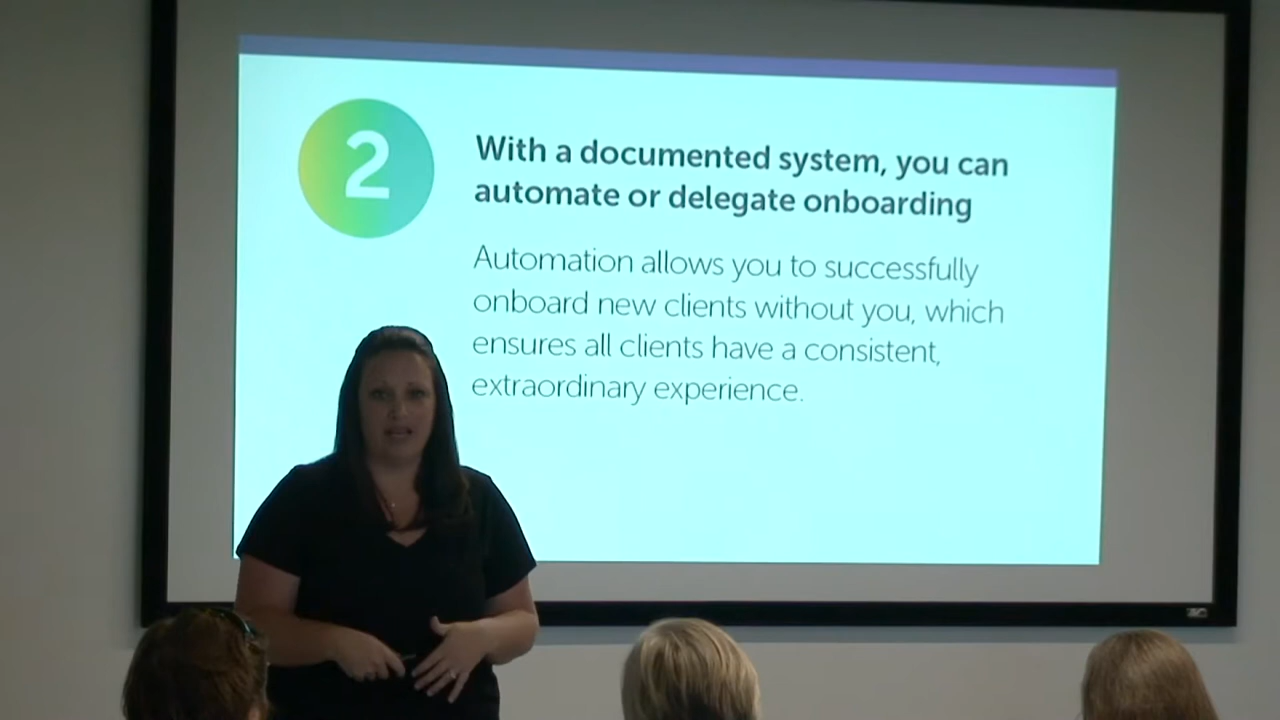 2
With a documented system, you can
automate or delegate onboarding
Automation allows you to successfully
onboard new clients without you, which
ensures all clients have a consistent,
extraordinary experience.